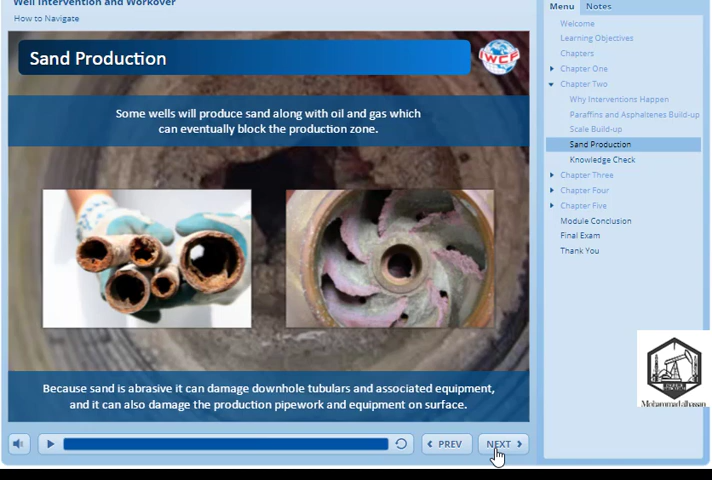 Well Intervention and Workover
How to Navigate
Sand Production
IWCF
Some wells will produce sand along with oil and gas which
can eventually block the production zone.
Because sand is abrasive it can damage downhole tubulars and associated equipment,
and it can also damage the production pipework and equipment on surface.
PREV
NEXT
Menu
Notes
Welcome
Learning Objectives
Chapters
Chapter One
Chapter Two
Why Interventions Happen
Paraffins and Asphaltenes Build-up
Scale Build-up
Sand Production
Knowledge Check
Chapter Three
Chapter Four
Chapter Five
Module Conclusion
Final Exam
Thank You
Mohammad albassan